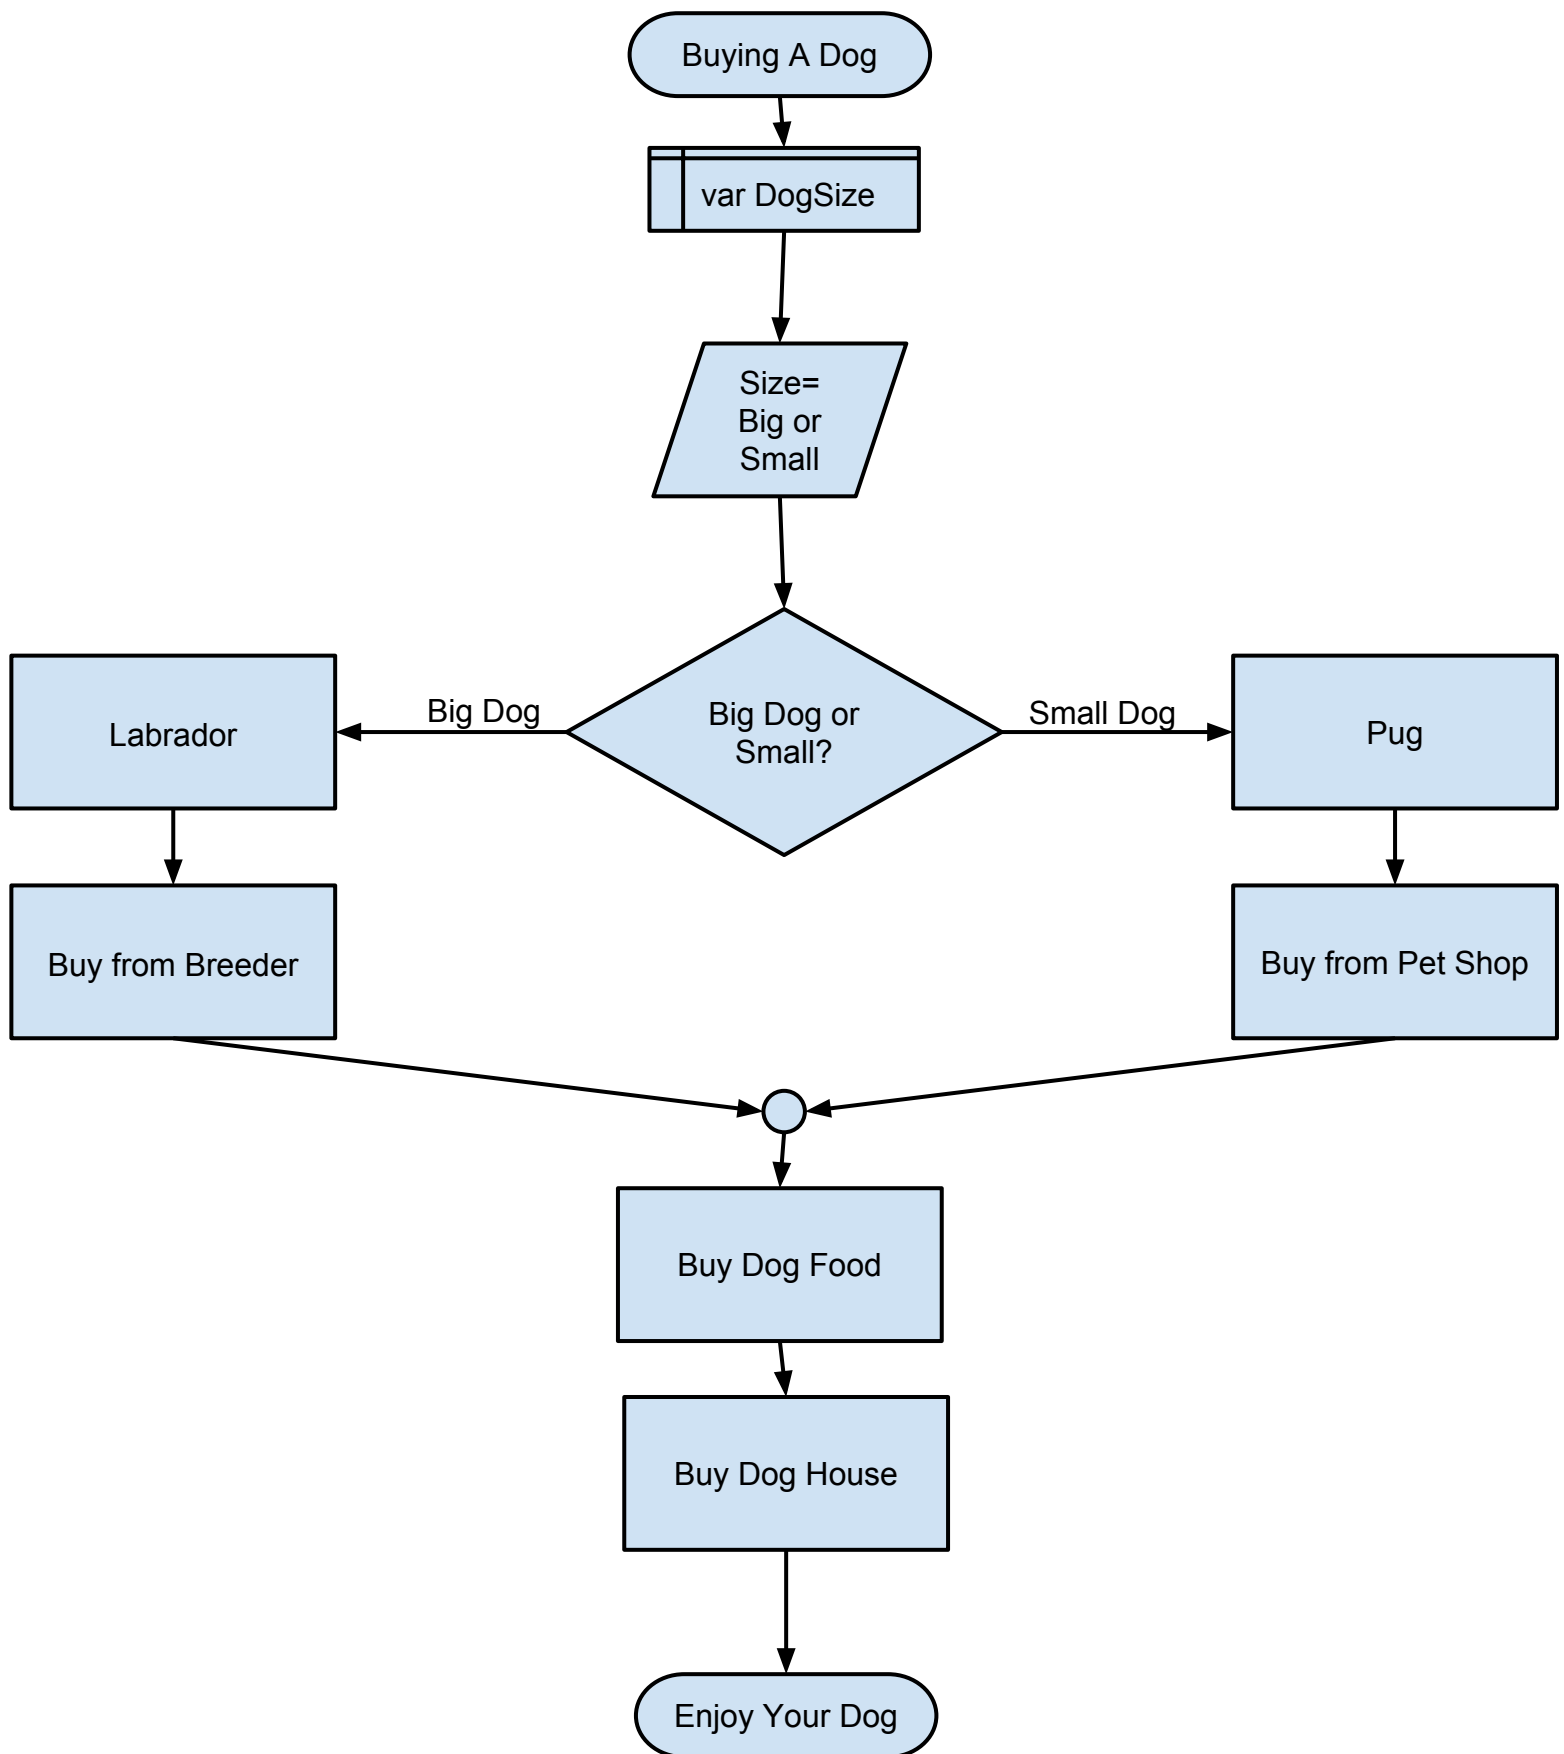 Buying A Dog
var DogSize
Size=
Big or
Small
Big Dog or
Small?
Big Dog
Small Dog
Labrador
Pug
Buy from Breeder
Buy from Pet Shop
Buy Dog Food
Buy Dog House
Enjoy Your Dog